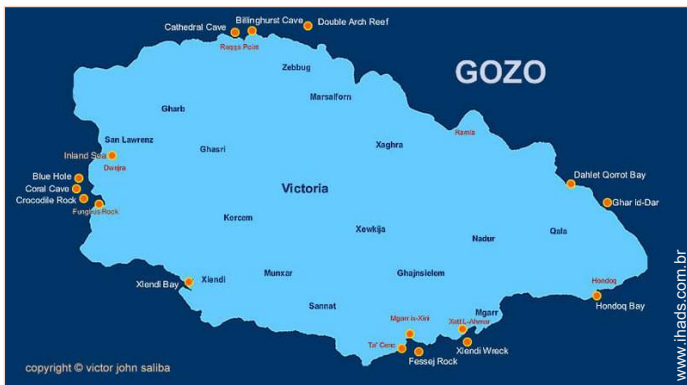 Cathedral Cave
Billinghurst Cave
Double Arch Reef
Reqqa Point
Zebbug
GOZO
Marsalforn
Gharb
San Lawrenz
Ghasri
Xaghra
Ramla
Inland Sea
Dwejra
Blue Hole
Coral Cave
Crocodile Rock
Fungus Rock
Victoria
Dahlet Qorrot Bay
Ghar id-Dar
Kercem
Xewkija
Nadur
Qala
Xlendi Bay
Xlendi
Munxar
Ghajnsielem
Hondoq
Hondoq Bay
Sannat
Mgarr
Mgarr ix-Xini
Xatt L-Ahmar
Ta' Cenc
Fessej Rock
Xlendi Wreck
copyright © victor john saliba
www.ihads.com.br